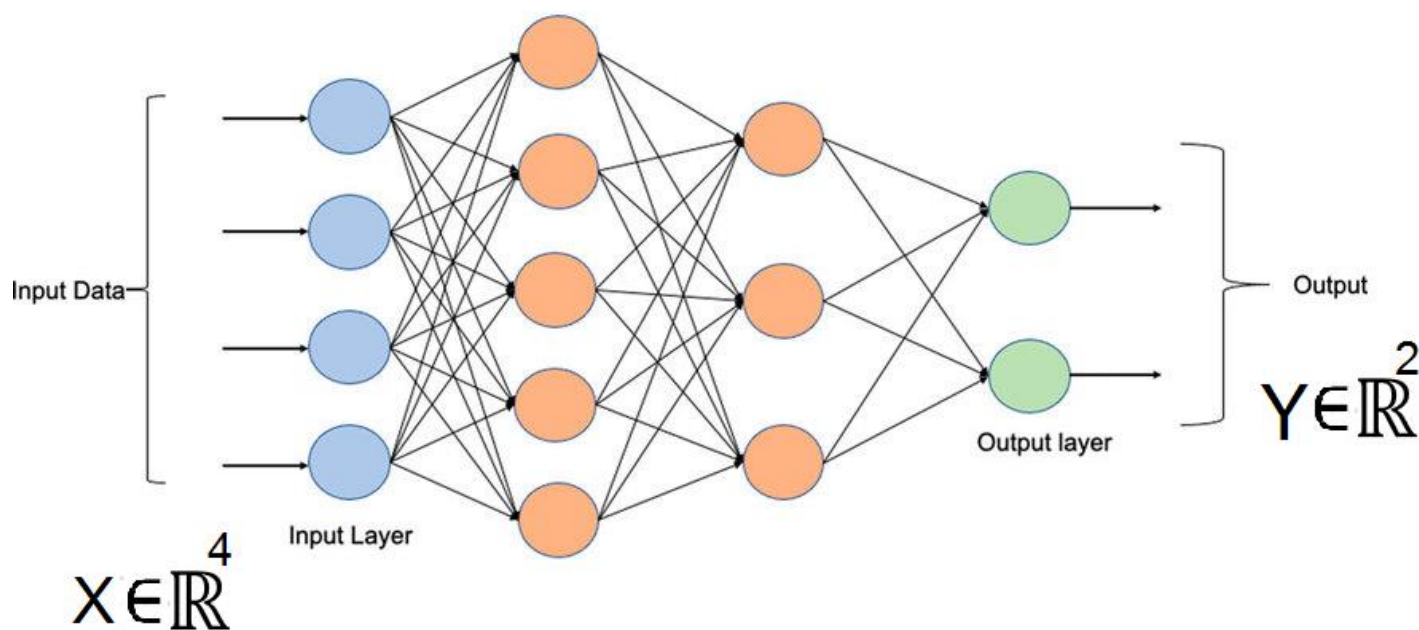 Input Data
Input Layer
X∈ℝ⁴
Output layer
Output
Y∈ℝ²